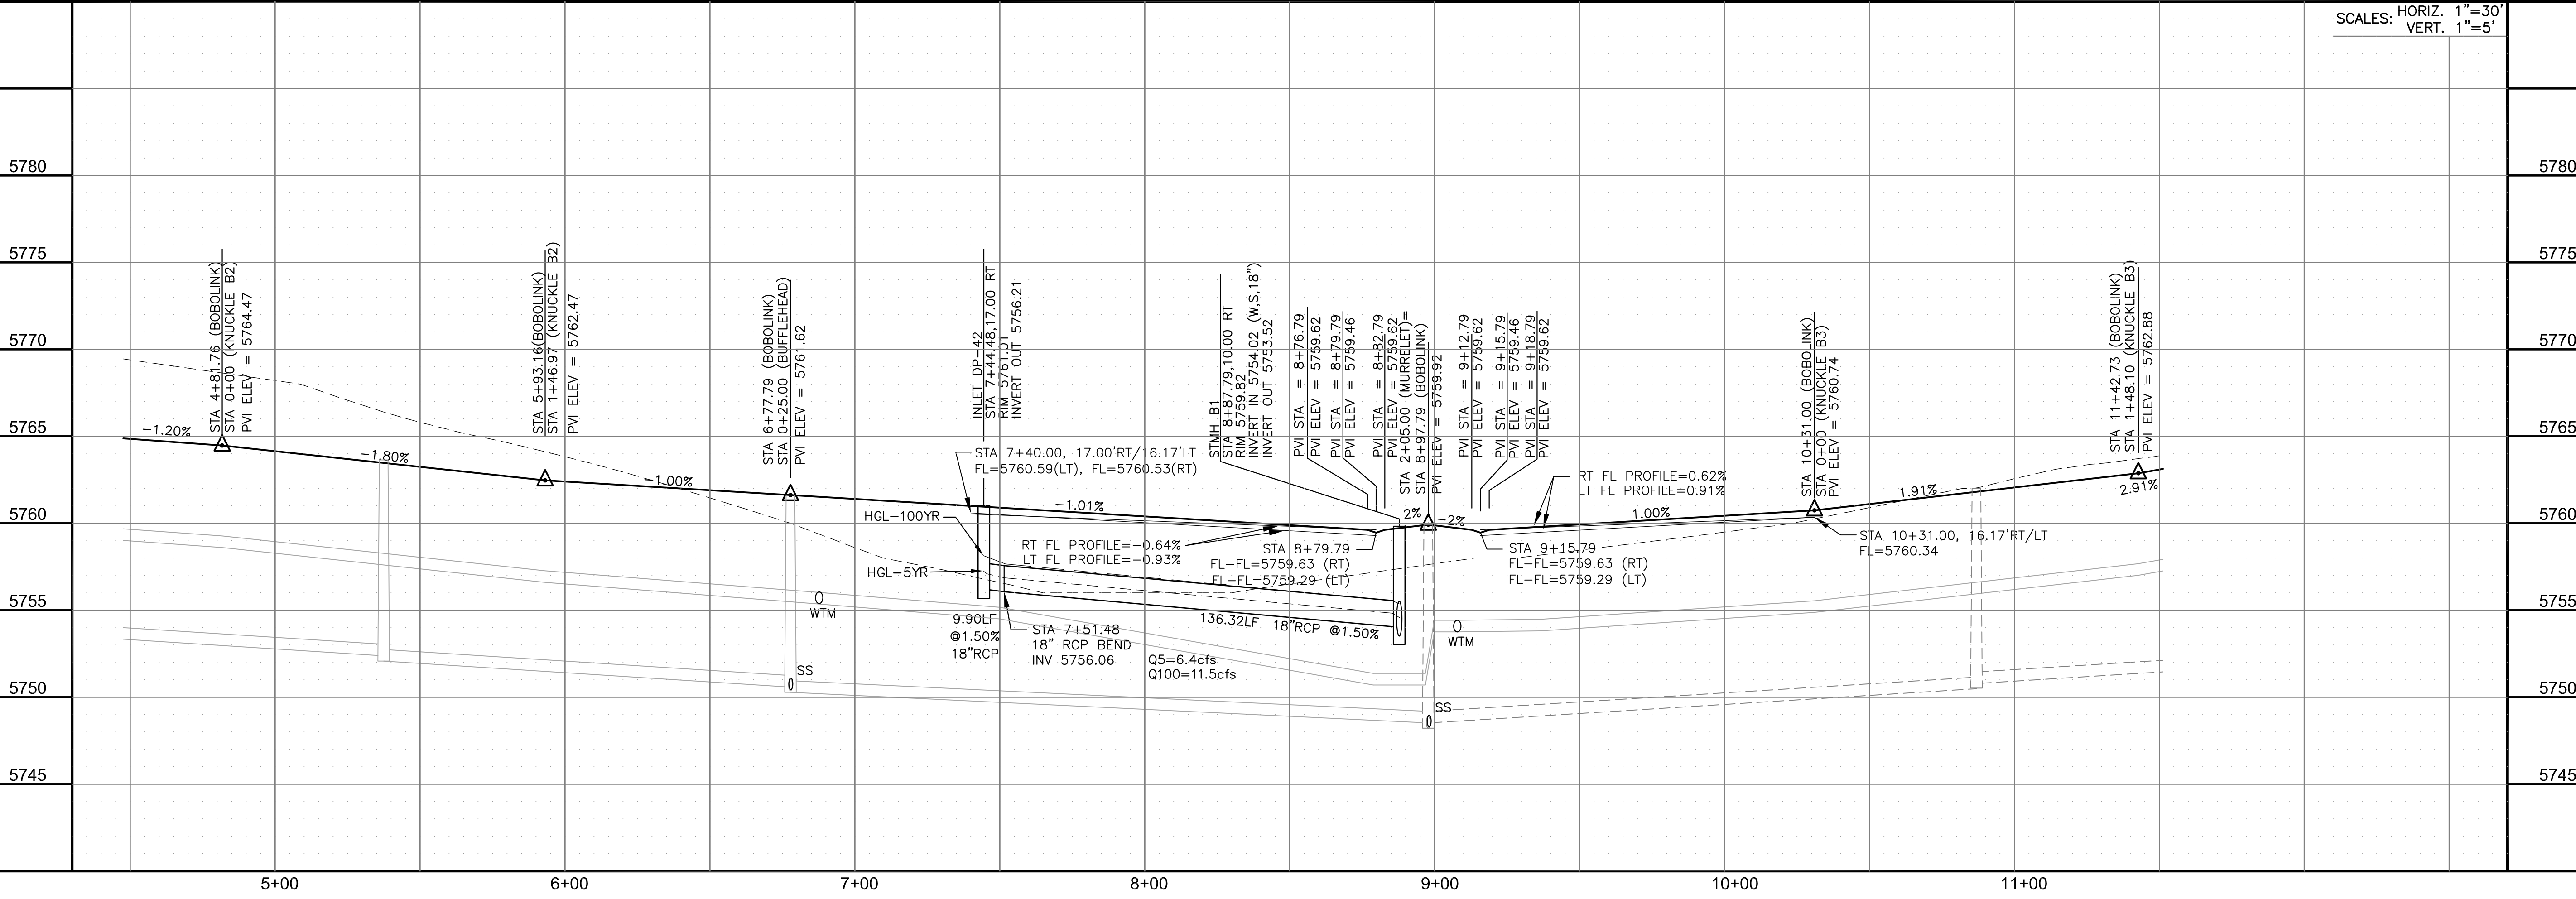 SCALES: HORIZ. 1"=30'
VERT. 1"=5'
5780
5780
5775
5775
5770
5770
5765
5765
5760
5760
5755
5755
5750
5750
5745
5745
STA 4+81.76 (BOBOLINK)
STA 0+00 (KNUCKLE B2)
PVI ELEV = 5764.47
STA 5+93.16(BOBOLINK)
STA 1+46.97 (KNUCKLE B2)
PVI ELEV = 5762.47
STA 6+77.79 (BOBOLINK)
STA 0+25.00 (BUFFLEHEAD)
PVI ELEV = 5761.62
INLET DP-42
STA 7+44.48,17.00 RT
RIM 5761.01
INVERT OUT 5756.21
STMH B1
STA 8+87.79,10.00 RT
RIM 5759.82
INVERT IN 5754.02 (W,S,18")
INVERT OUT 5753.52
PVI STA = 8+76.79
PVI ELEV = 5759.62
PVI STA = 8+79.79
PVI ELEV = 5759.46
PVI STA = 8+82.79
PVI ELEV = 5759.62
STA 2+05.00 (MURRELET)=
STA 8+97.79 (BOBOLINK)
PVI ELEV = 5759.92
PVI STA = 9+12.79
PVI ELEV = 5759.62
PVI STA = 9+15.79
PVI ELEV = 5759.46
PVI STA = 9+18.79
PVI ELEV = 5759.62
STA 10+31.00 (BOBOLINK)
STA 0+00 (KNUCKLE B3)
PVI ELEV = 5760.74
STA 11+42.73 (BOBOLINK)
STA 1+48.10 (KNUCKLE B3)
PVI ELEV = 5762.88
-1.20%
-1.80%
-1.00%
-1.01%
2%
-2%
1.00%
1.91%
2.91%
STA 7+40.00, 17.00'RT/16.17'LT
FL=5760.59(LT), FL=5760.53(RT)
HGL-100YR
HGL-5YR
RT FL PROFILE=-0.64%
LT FL PROFILE=-0.93%
STA 8+79.79
FL-FL=5759.63 (RT)
FL-FL=5759.29 (LT)
RT FL PROFILE=0.62%
LT FL PROFILE=0.91%
STA 9+15.79
FL-FL=5759.63 (RT)
FL-FL=5759.29 (LT)
STA 10+31.00, 16.17'RT/LT
FL=5760.34
WTM
SS
9.90LF
@1.50%
18"RCP
STA 7+51.48
18" RCP BEND
INV 5756.06
Q5=6.4cfs
Q100=11.5cfs
136.32LF 18"RCP @1.50%
WTM
SS
5+00
6+00
7+00
8+00
9+00
10+00
11+00